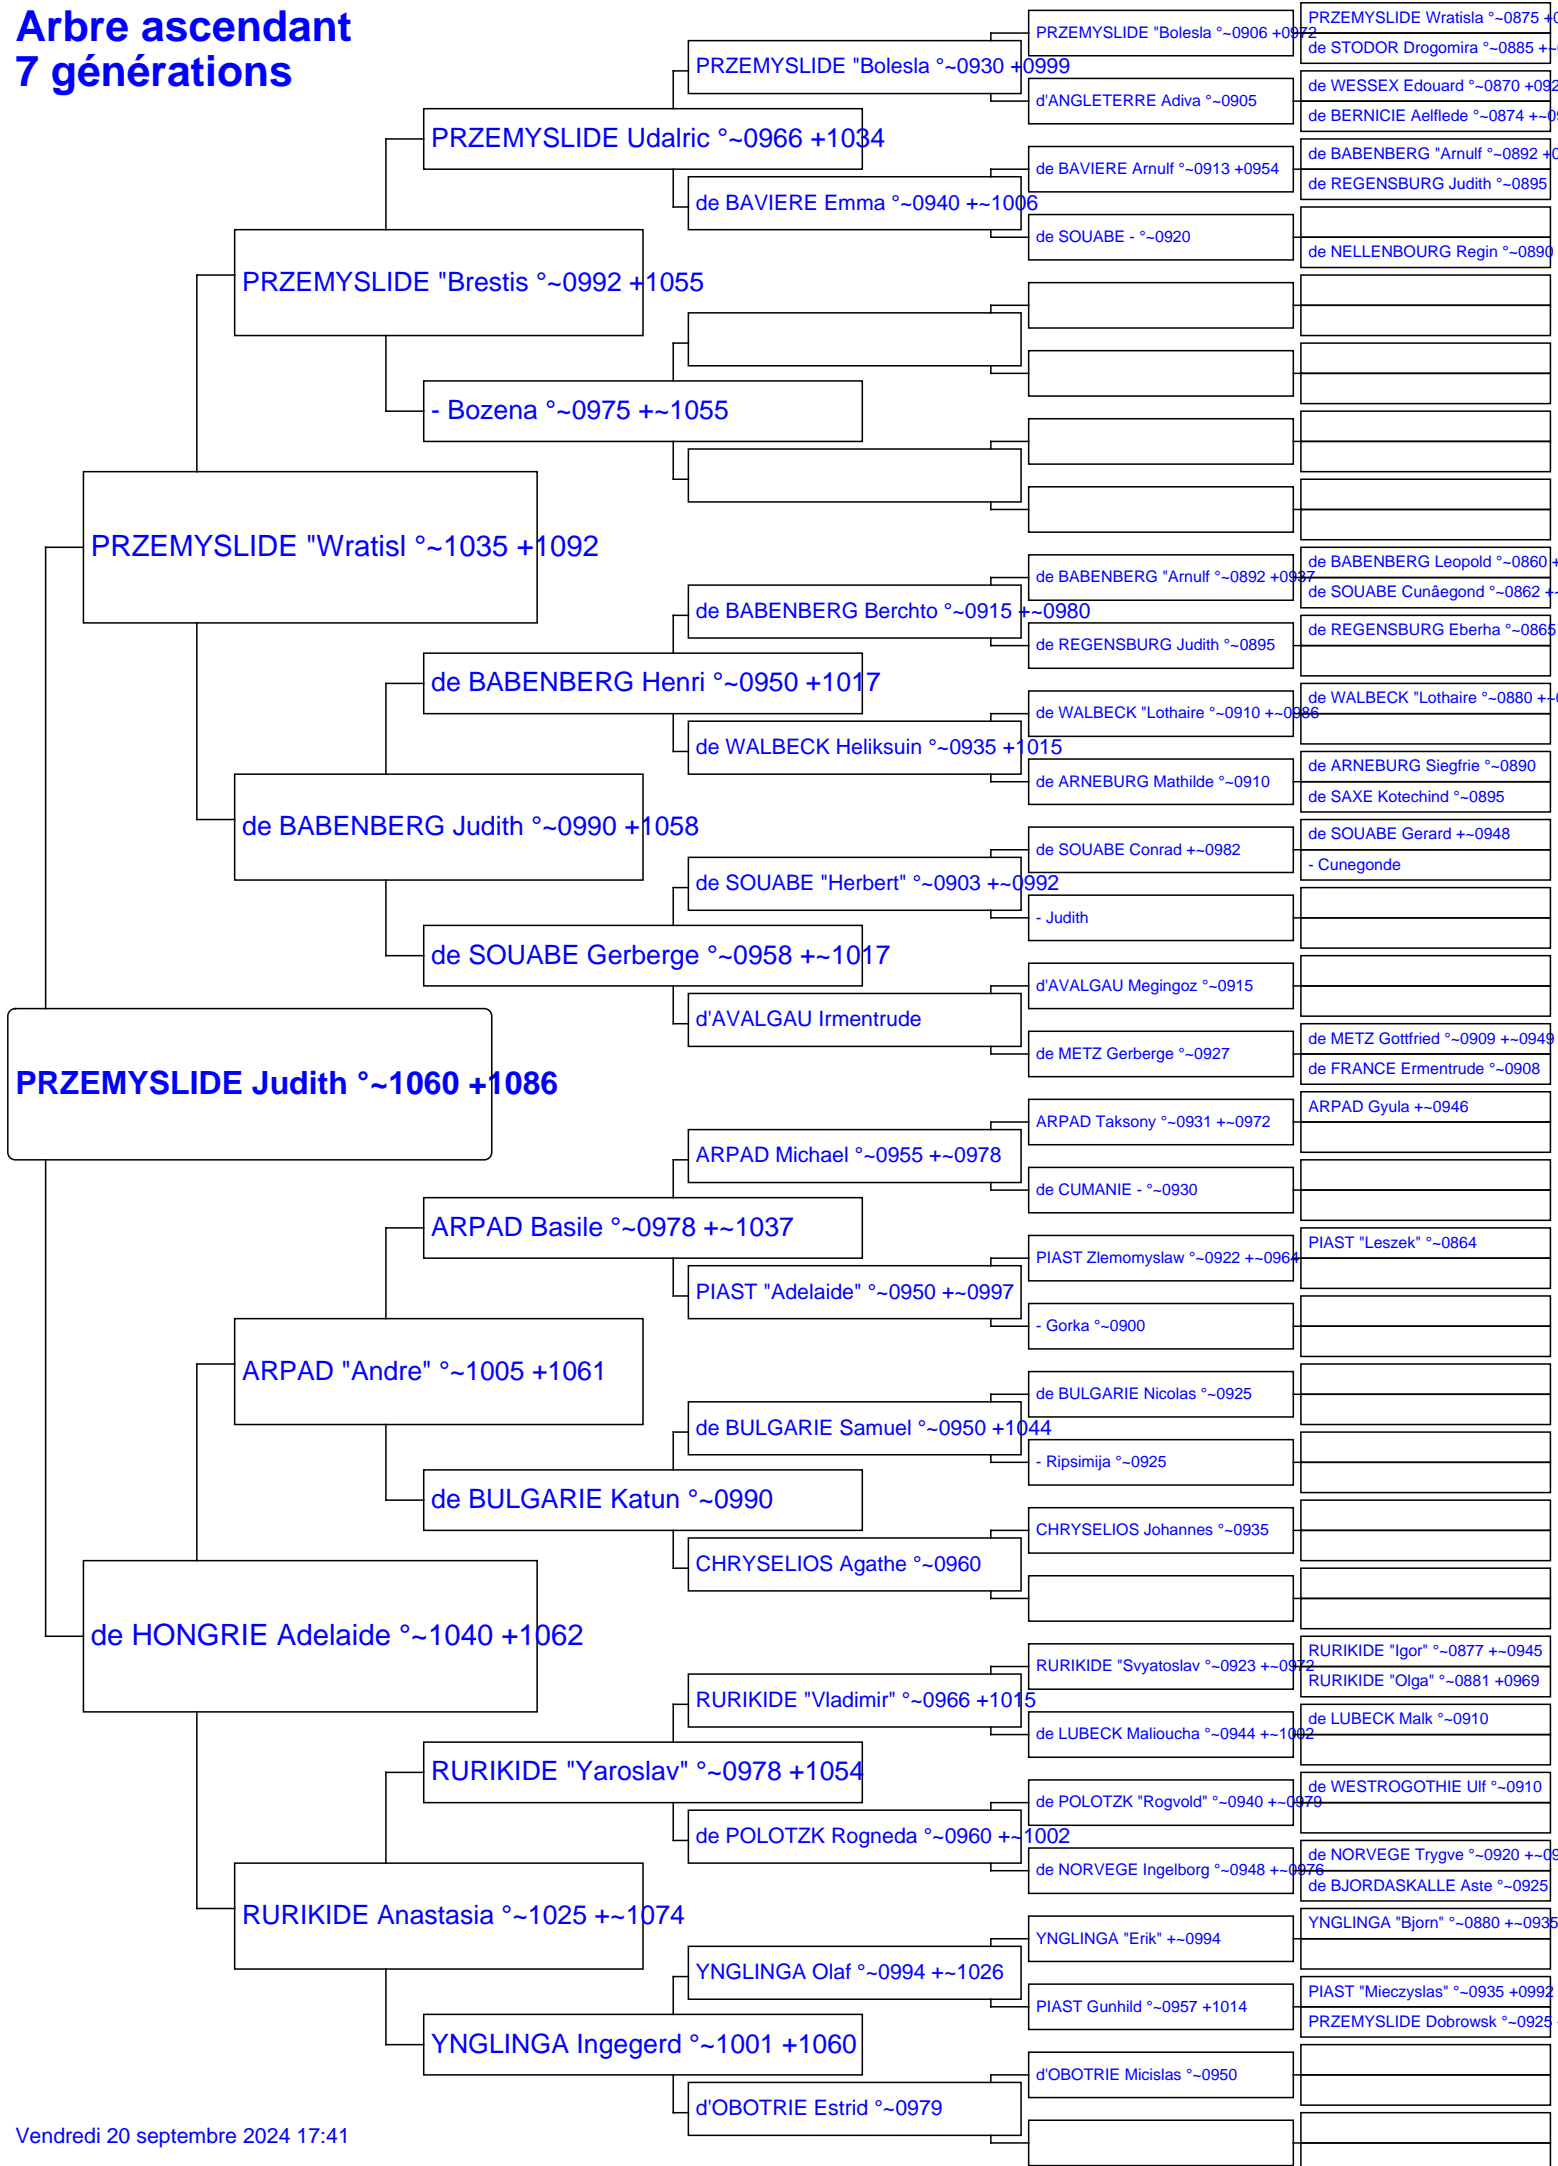 Arbre ascendant
7 générations
PRZEMYSLIDE Judith °~1060 +1086
PRZEMYSLIDE "Wratisl °~1035 +1092
de HONGRIE Adelaide °~1040 +1062
PRZEMYSLIDE "Brestis °~0992 +1055
de BABENBERG Judith °~0990 +1058
ARPAD "Andre" °~1005 +1061
RURIKIDE Anastasia °~1025 +~1074
PRZEMYSLIDE Udalric °~0966 +1034
- Bozena °~0975 +~1055
de BABENBERG Henri °~0950 +1017
de SOUABE Gerberge °~0958 +~1017
ARPAD Basile °~0978 +~1037
de BULGARIE Katun °~0990
RURIKIDE "Yaroslav" °~0978 +1054
YNGLINGA Ingegerd °~1001 +1060
PRZEMYSLIDE "Bolesla °~0930 +0999
de BAVIERE Emma °~0940 +~1006
de BABENBERG Berchto °~0915 +~0980
de WALBECK Heliksuin °~0935 +1015
de SOUABE "Herbert" °~0903 +~0992
d'AVALGAU Irmentrude
ARPAD Michael °~0955 +~0978
PIAST "Adelaide" °~0950 +~0997
de BULGARIE Samuel °~0950 +1044
CHRYSELIOS Agathe °~0960
RURIKIDE "Vladimir" °~0966 +1015
de POLOTZK Rogneda °~0960 +~1002
YNGLINGA Olaf °~0994 +~1026
d'OBOTRIE Estrid °~0979
PRZEMYSLIDE "Bolesla °~0906 +0972
d'ANGLETERRE Adiva °~0905
de BAVIERE Arnulf °~0913 +0954
de SOUABE - °~0920
de BABENBERG "Arnulf °~0892 +0937
de REGENSBURG Judith °~0895
de WALBECK "Lothaire °~0910 +~0986
de ARNEBURG Mathilde °~0910
de SOUABE Conrad +~0982
- Judith
d'AVALGAU Megingoz °~0915
de METZ Gerberge °~0927
ARPAD Taksony °~0931 +~0972
de CUMANIE - °~0930
PIAST Zlemomyslaw °~0922 +~0964
- Gorka °~0900
de BULGARIE Nicolas °~0925
- Ripsimija °~0925
CHRYSELIOS Johannes °~0935
RURIKIDE "Svyatoslav °~0923 +~0972
de LUBECK Malioucha °~0944 +~1002
de POLOTZK "Rogvold" °~0940 +~0979
de NORVEGE Ingelborg °~0948 +~0976
YNGLINGA "Erik" +~0994
PIAST Gunhild °~0957 +1014
d'OBOTRIE Micislas °~0950
PRZEMYSLIDE Wratisla °~0875
de STODOR Drogomira °~0885
de WESSEX Edouard °~0870 +092
de BERNICIE Aelflede °~0874
de BABENBERG "Arnulf °~0892
de REGENSBURG Judith °~0895
de NELLENBOURG Regin °~0890
de BABENBERG Leopold °~0860
de SOUABE Cunâegond °~0862
de REGENSBURG Eberha °~0865
de WALBECK "Lothaire °~0880
de ARNEBURG Siegfrie °~0890
de SAXE Kotechind °~0895
de SOUABE Gerard +~0948
- Cunegonde
de METZ Gottfried °~0909 +~0949
de FRANCE Ermentrude °~0908
ARPAD Gyula +~0946
PIAST "Leszek" °~0864
RURIKIDE "Igor" °~0877 +~0945
RURIKIDE "Olga" °~0881 +0969
de LUBECK Malk °~0910
de WESTROGOTHIE Ulf °~0910
de NORVEGE Trygve °~0920 +~09
de BJORDASKALLE Aste °~0925
YNGLINGA "Bjorn" °~0880 +~0935
PIAST "Mieczyslas" °~0935 +0992
PRZEMYSLIDE Dobrowsk °~0925
Vendredi 20 septembre 2024 17:41